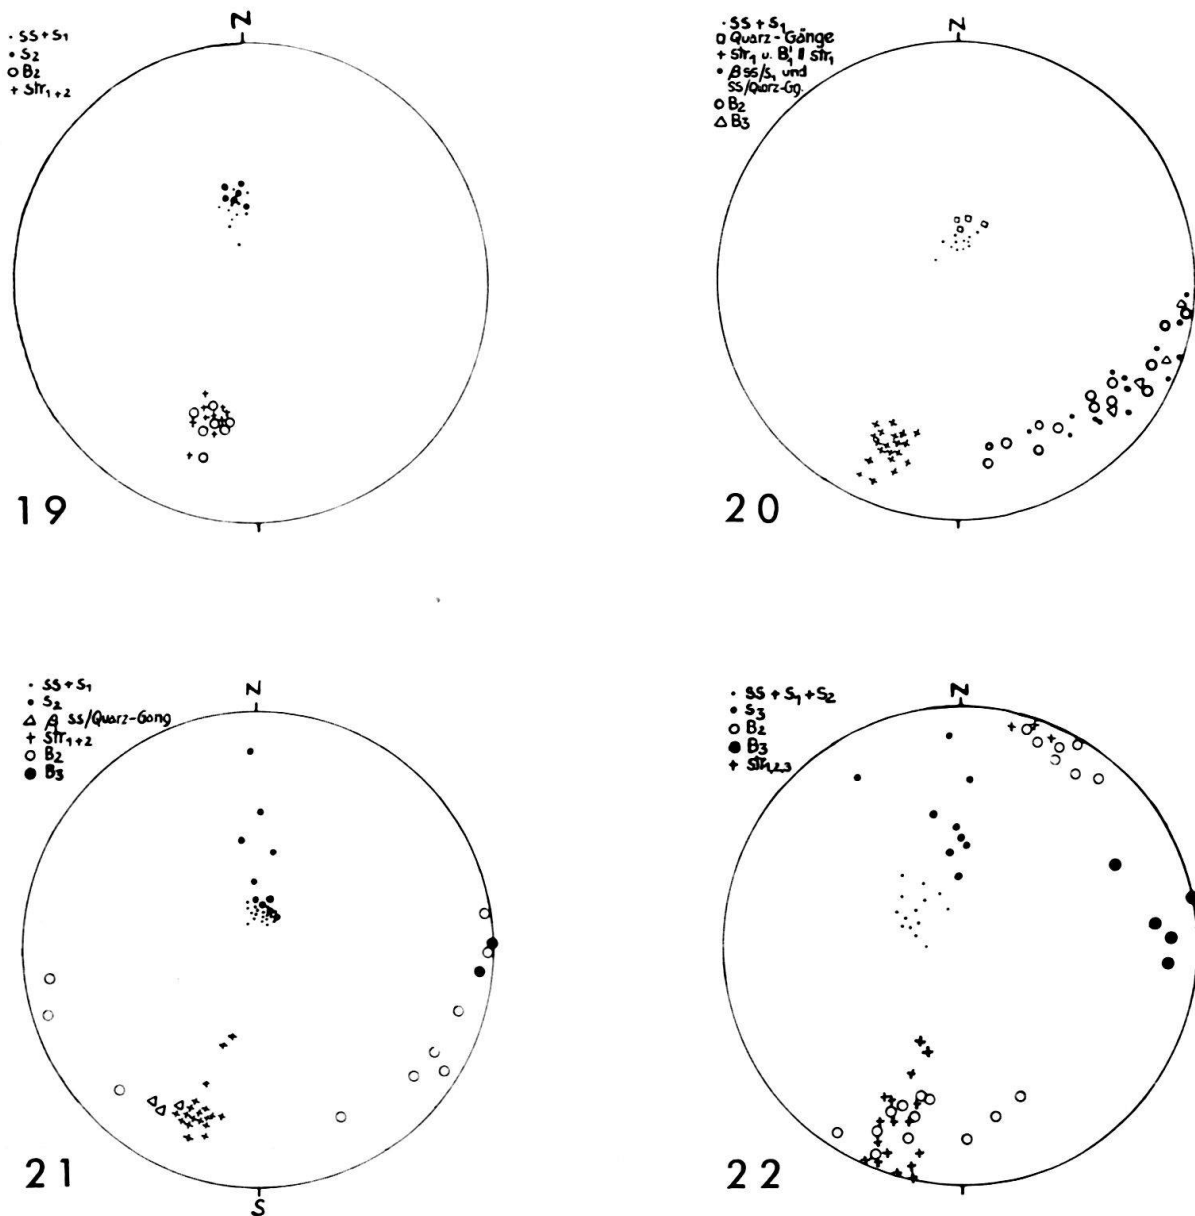 N
· SS + S₁
• S₂
○ B₂
+ Str₁₊₂
19
N
· SS + S₁
□ Quarz-Gänge
+ Str₁ u. B₁' ∥ Str₁
• β SS/S₁ und
SS/Quarz-Gg.
○ B₂
△ B₃
20
N
· SS + S₁
• S₂
△ β SS/Quarz-Gang
+ Str₁₊₂
○ B₂
● B₃
21
S
N
· SS + S₁ + S₂
• S₃
○ B₂
● B₃
+ Str₁,₂,₃
22